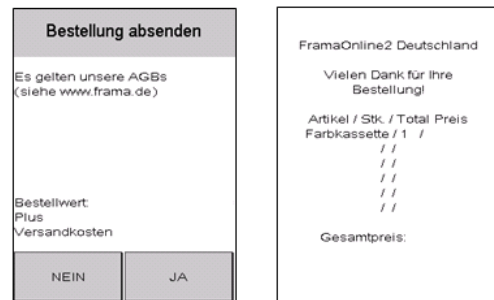 Bestellung absenden
Es gelten unsere AGBs
(siehe www.frama.de)
Bestellwert:
Plus
Versandkosten
NEIN
JA
FramaOnline2 Deutschland
Vielen Dank für Ihre
Bestellung!
Artikel / Stk. / Total Preis
Farbkassette / 1 /
/ /
/ /
/ /
/ /
/ /
Gesamtpreis: